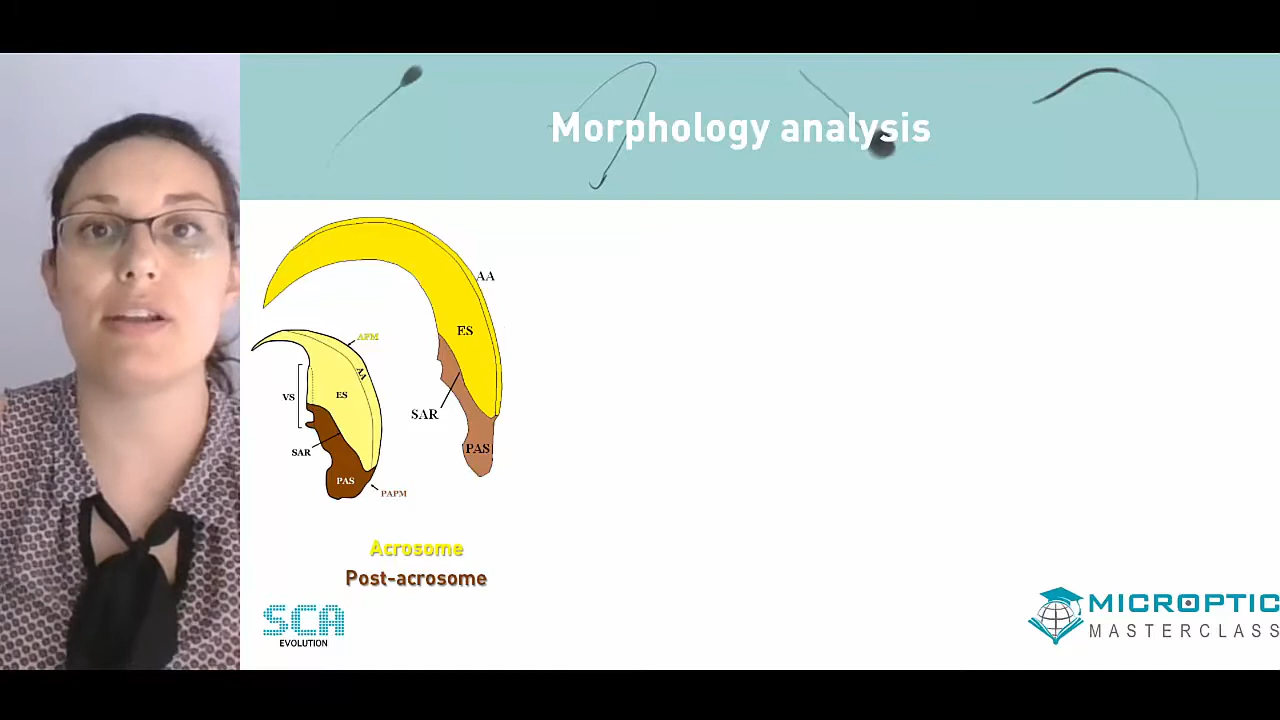 Morphology analysis
AA
ES
SAR
PAS
APM
AA
VS
ES
SAR
PAS
PAPM
Acrosome
Post-acrosome
SCA
EVOLUTION
MICROPTIC
MASTERCLASS